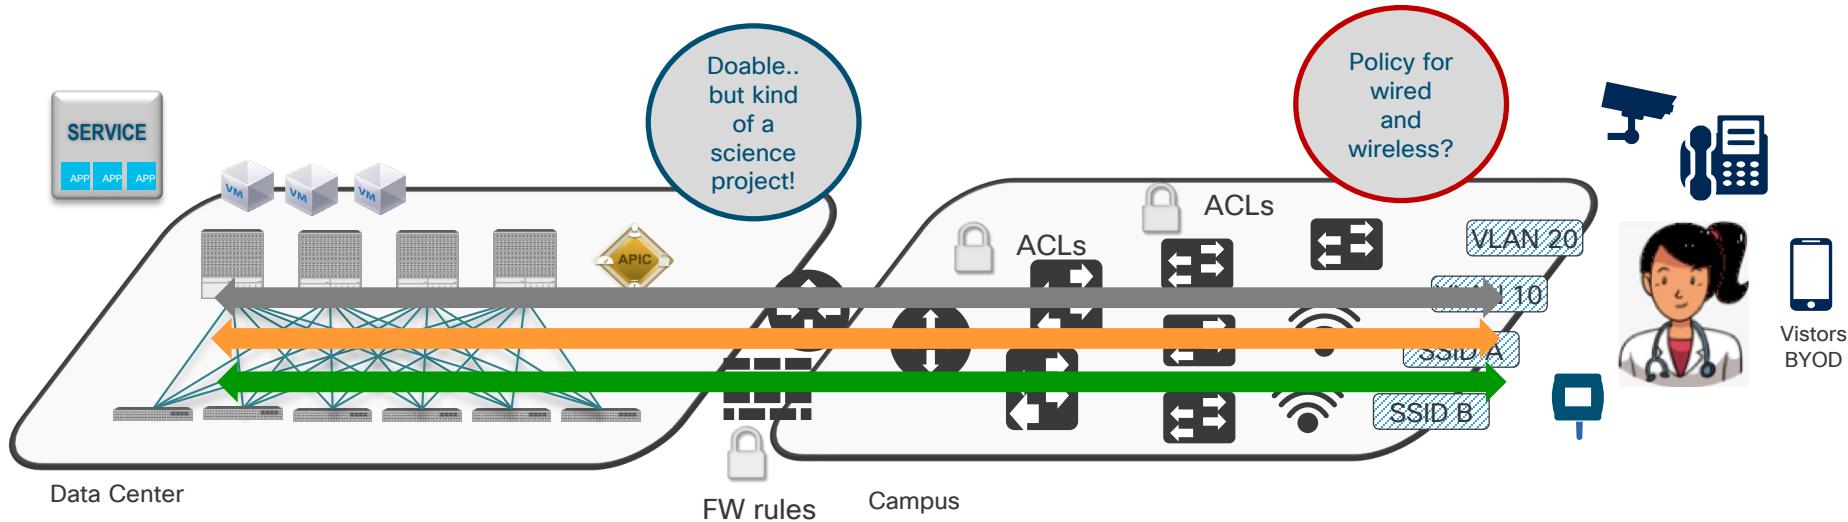 Doable..
but kind
of a
science
project!
Policy for
wired
and
wireless?
SERVICE
APP APP APP
VM VM VM
APIC
ACLs
ACLs
VLAN 20
10
SSID A
SSID B
Vistors
BYOD
Data Center
FW rules
Campus